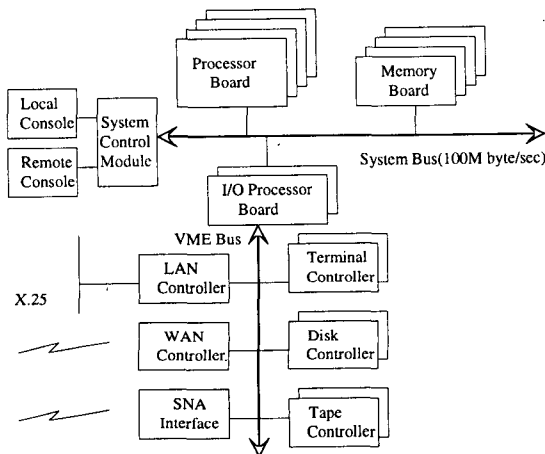 Processor
Board
Memory
Board
Local
Console
System
Control
Module
Remote
Console
System Bus(100M byte/sec)
I/O Processor
Board
VME Bus
LAN
Controller
Terminal
Controller
X.25
WAN
Controller.
Disk
Controller
SNA
Interface
Tape
Controller